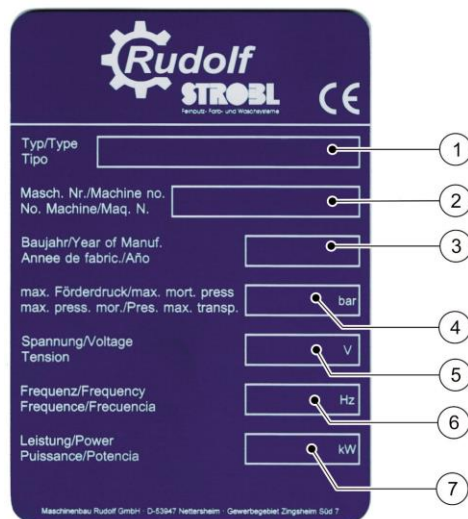 Rudolf
STROBL
Feinputz- Farb- und Waschsysteme
CE
Typ/Type
Tipo
1
Masch. Nr./Machine no.
No. Machine/Maq. N.
2
Baujahr/Year of Manuf.
Annee de fabric./Año
3
max. Förderdruck/max. mort. press
max. press. mor./Pres. max. transp.
bar
4
Spannung/Voltage
Tension
V
5
Frequenz/Frequency
Frequence/Frecuencia
Hz
6
Leistung/Power
Puissance/Potencia
kW
7
Maschinenbau Rudolf GmbH · D-53947 Nettersheim · Gewerbegebiet Zingsheim Süd 7